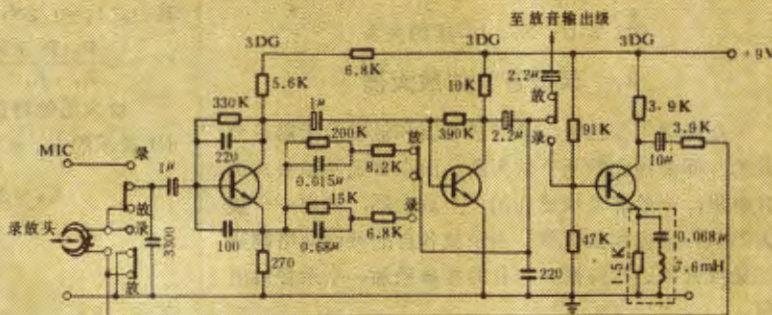 至放音输出级
3DG
3DG
3DG
+9V
6.8K
5.6K
10K
2.2μ
3.9K
330K
1μ
放
390K
2.2μ
91K
3.9K
录
10μ
220
200K
放
MIC
录
1μ
0.015μ
8.2K
录
15K
放
录放头
录
3300
100
0.68μ
6.8K
270
220
47K
0.068μ
1.5K
7.6mH
放